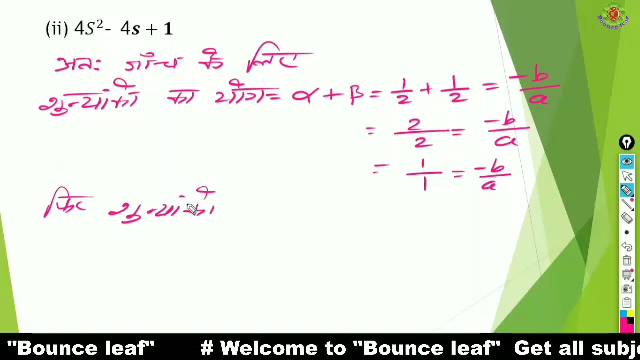 (ii) 4S² - 4s + 1
अतः जाँच के लिए
शून्यांकों का योग = α + β = 1/2 + 1/2 = -b/a
= 2/2 = -b/a
= 1/1 = -b/a
फिर शून्यांकों
"Bounce leaf" # Welcome to "Bounce leaf" Get all subje